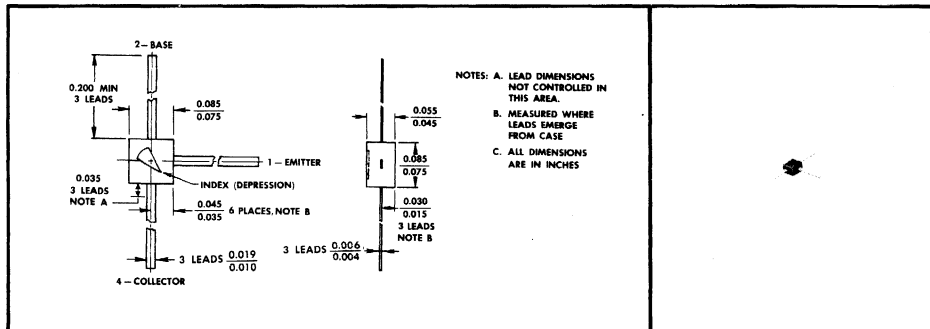 2–BASE
0.200 MIN
3 LEADS
0.085
0.075
1–EMITTER
INDEX (DEPRESSION)
0.035
3 LEADS
NOTE A
0.045
0.035 6 PLACES, NOTE B
3 LEADS 0.019
0.010
4–COLLECTOR
0.055
0.045
0.085
0.075
0.030
0.015
3 LEADS
NOTE B
3 LEADS 0.006
0.004
NOTES: A. LEAD DIMENSIONS
NOT CONTROLLED IN
THIS AREA.
B. MEASURED WHERE
LEADS EMERGE
FROM CASE
C. ALL DIMENSIONS
ARE IN INCHES